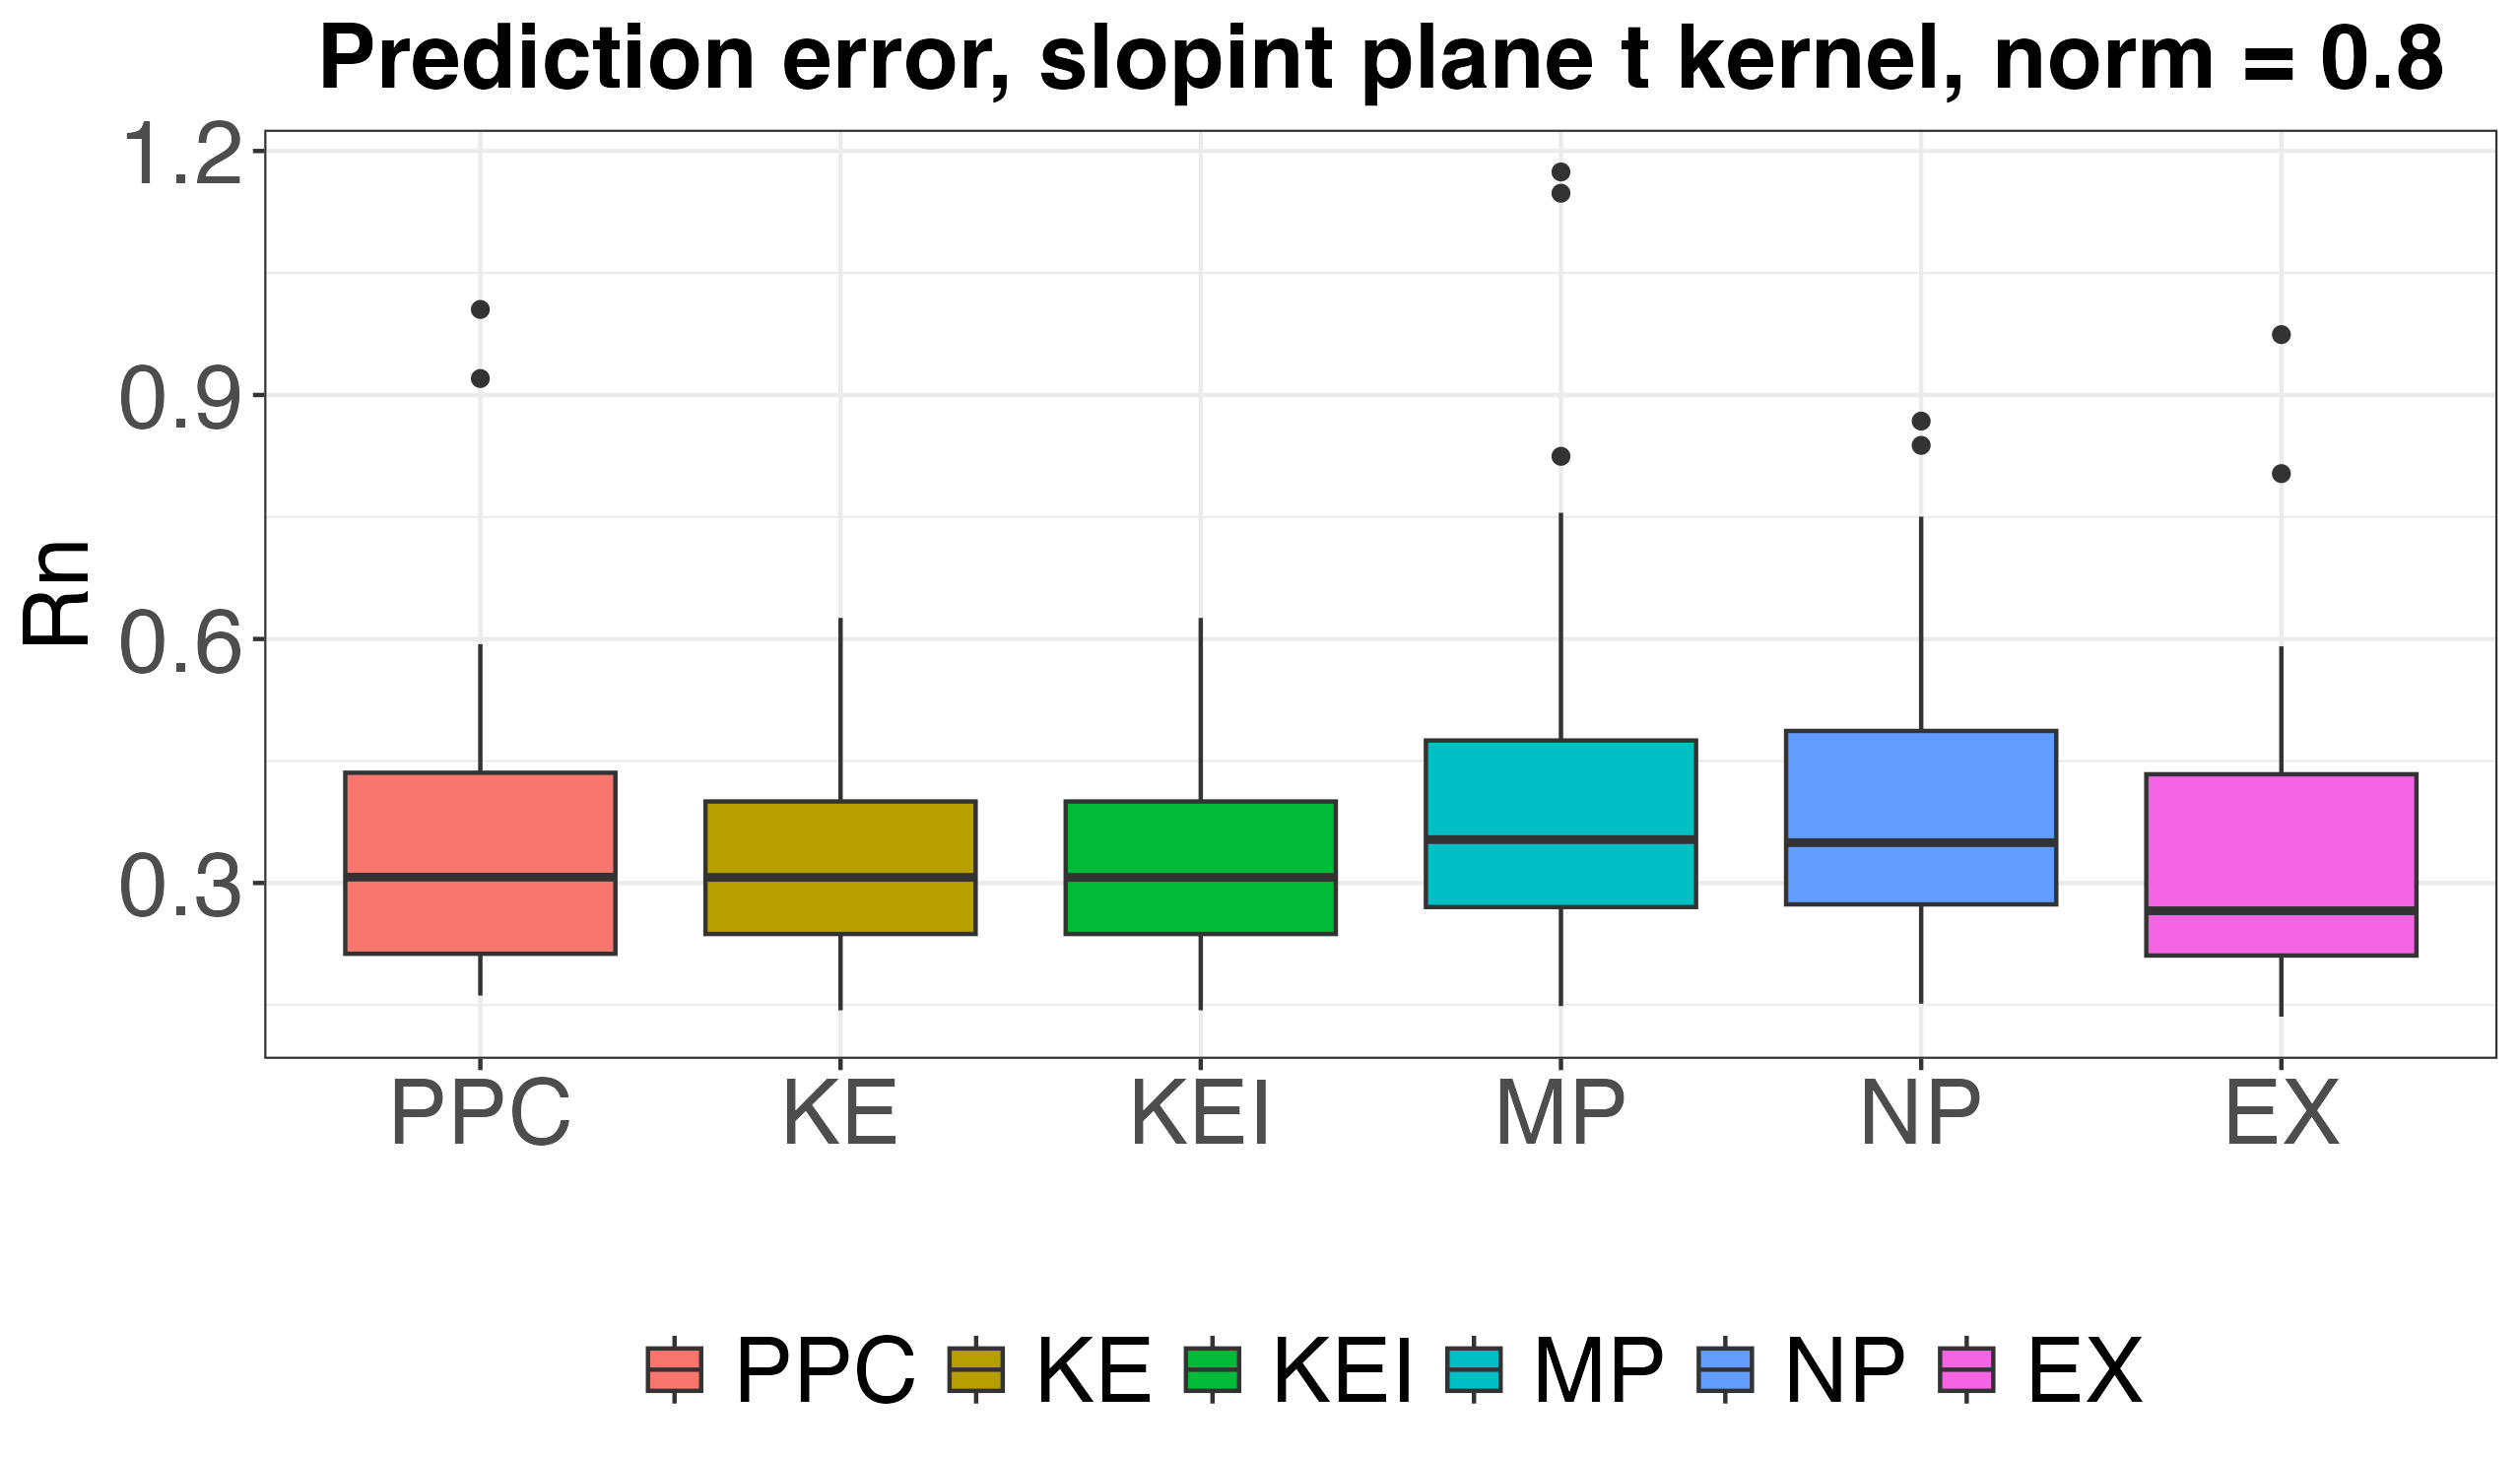 Prediction error, slopint plane t kernel, norm = 0.8
1.2
0.9
0.6
0.3
Rn
PPC KE KEI MP NP EX
PPC KE KEI MP NP EX